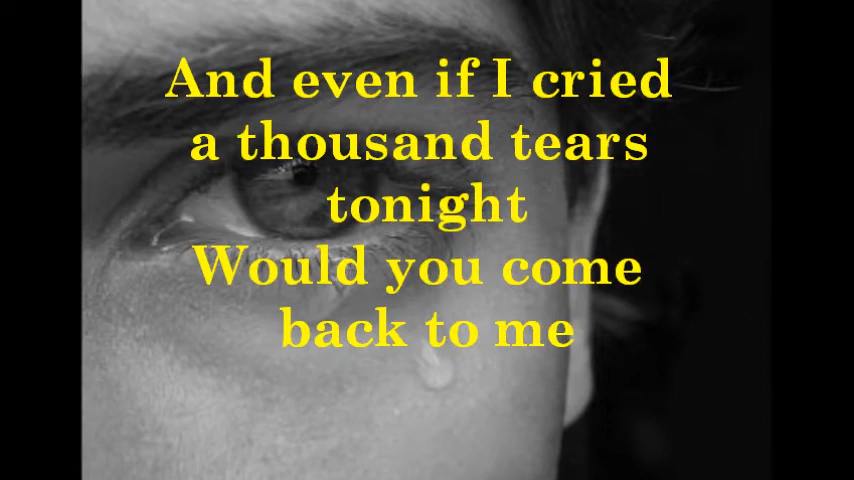 And even if I cried
a thousand tears
tonight
Would you come
back to me